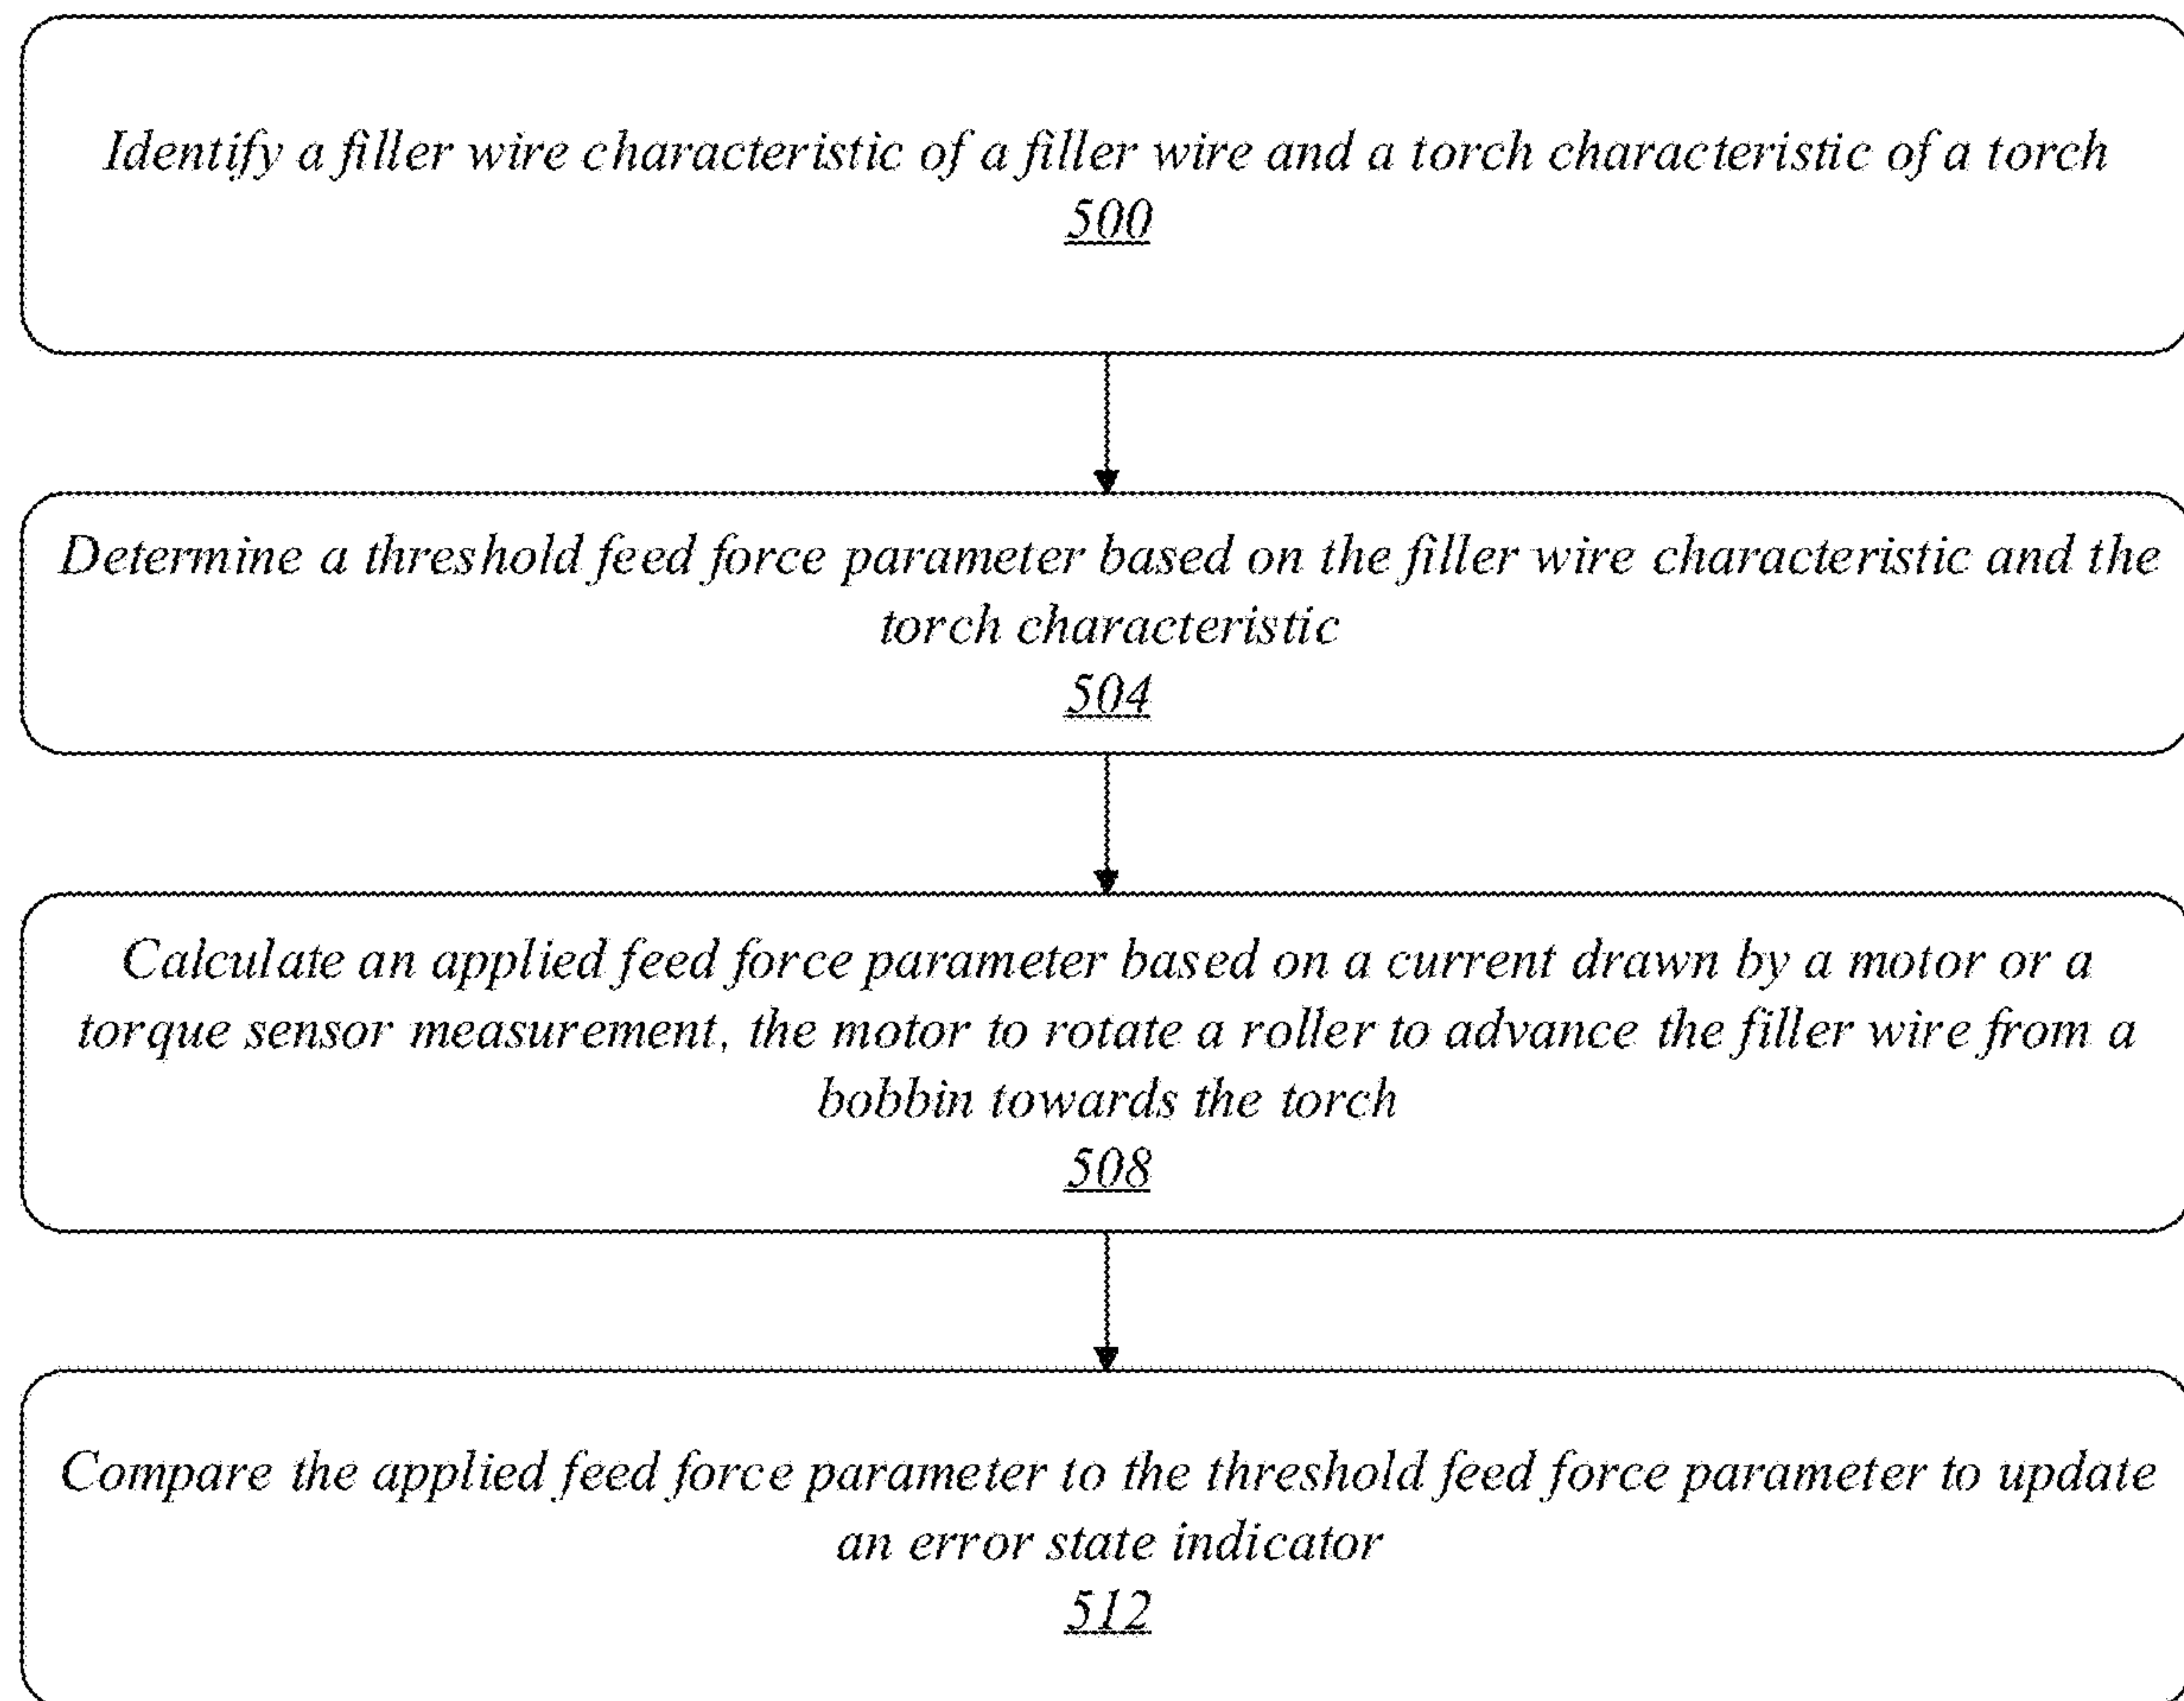 Identify a filler wire characteristic of a filler wire and a torch characteristic of a torch
500
Determine a threshold feed force parameter based on the filler wire characteristic and the
torch characteristic
504
Calculate an applied feed force parameter based on a current drawn by a motor or a
torque sensor measurement, the motor to rotate a roller to advance the filler wire from a
bobbin towards the torch
508
Compare the applied feed force parameter to the threshold feed force parameter to update
an error state indicator
512